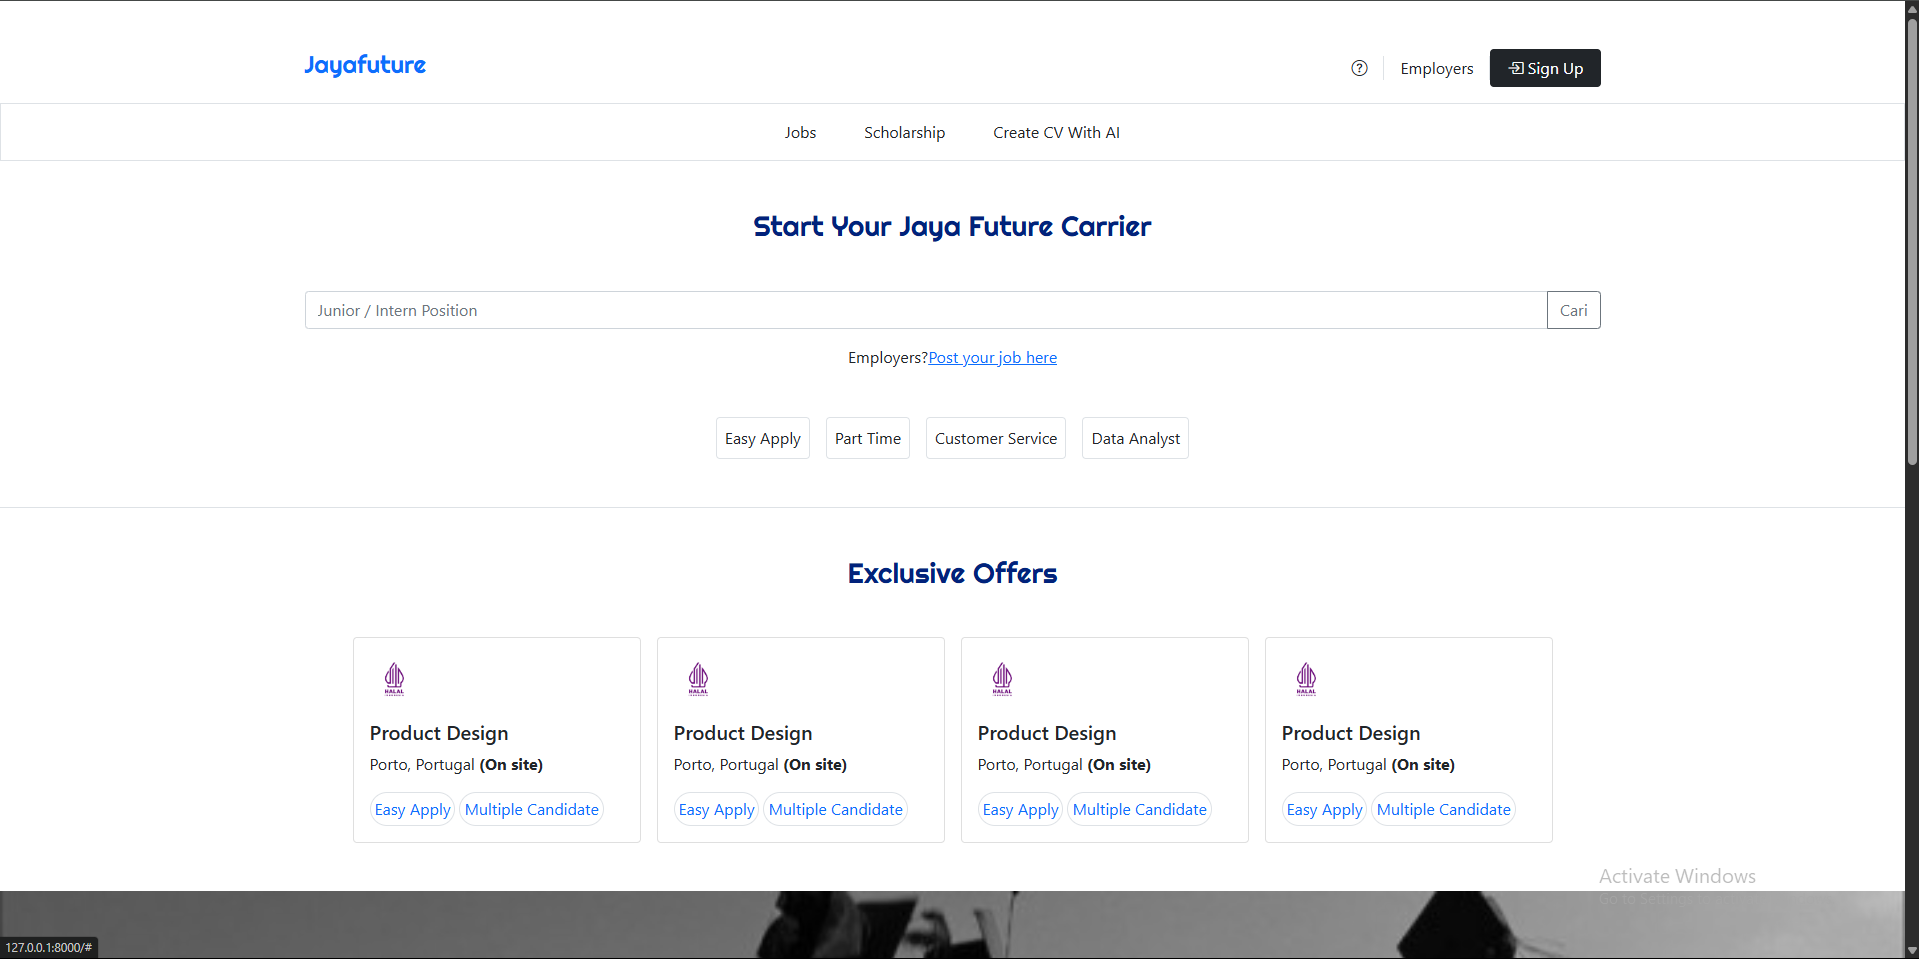 Jayafuture
Employers
Sign Up
Jobs
Scholarship
Create CV With AI
Start Your Jaya Future Carrier
Junior / Intern Position
Cari
Employers?Post your job here
Easy Apply
Part Time
Customer Service
Data Analyst
Exclusive Offers
HALAL
Product Design
Porto, Portugal (On site)
Easy Apply
Multiple Candidate
HALAL
Product Design
Porto, Portugal (On site)
Easy Apply
Multiple Candidate
HALAL
Product Design
Porto, Portugal (On site)
Easy Apply
Multiple Candidate
HALAL
Product Design
Porto, Portugal (On site)
Easy Apply
Multiple Candidate
Activate Windows
Go to Settings
127.0.0.1:8000/#